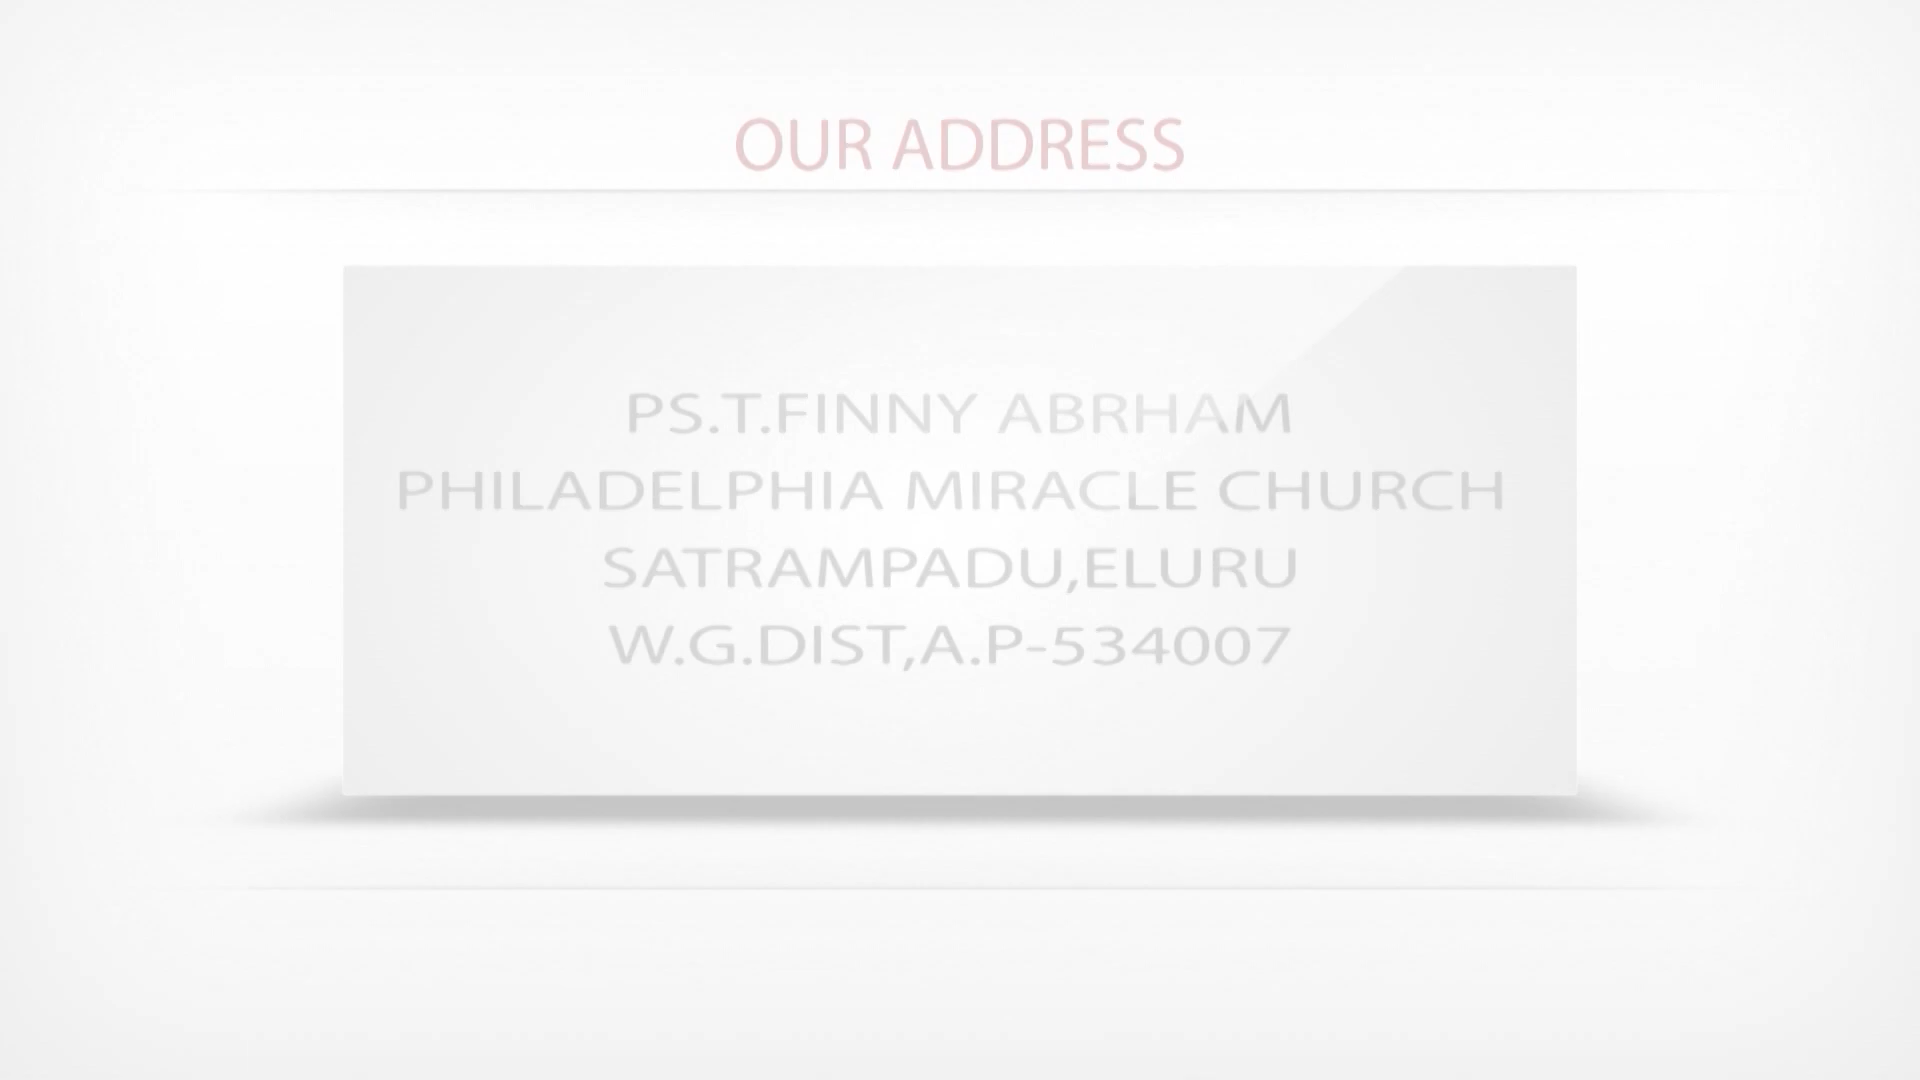 OUR ADDRESS
PS.T.FINNY ABRHAM
PHILADELPHIA MIRACLE CHURCH
SATRAMPADU,ELURU
W.G.DIST,A.P-534007